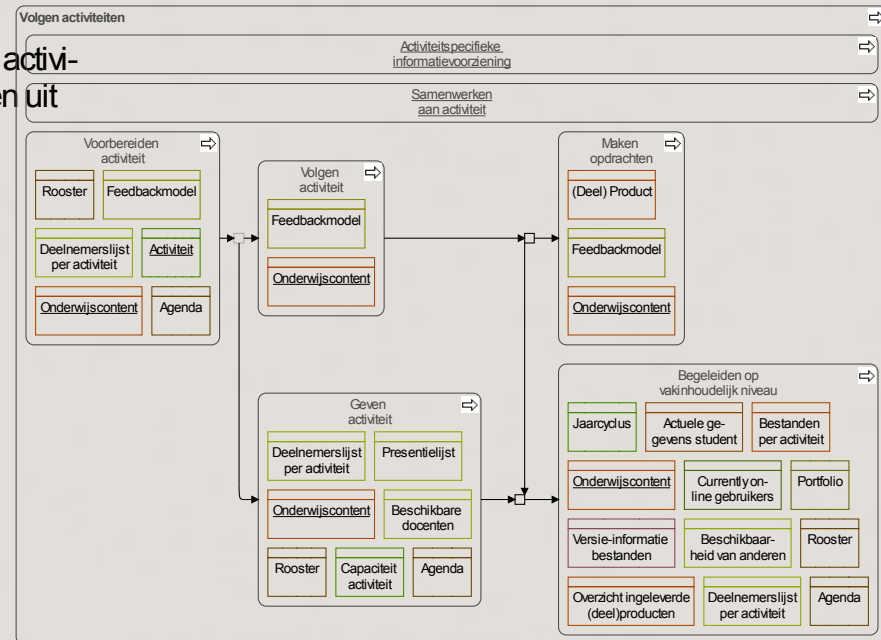 Volgen activiteiten
activi-
en uit
Activiteitspecifieke
informatievoorziening
Samenwerken
aan activiteit
Voorbereiden
activiteit
Rooster
Feedbackmodel
Deelnemerslijst
per activiteit
Activiteit
Onderwijscontent
Agenda
Volgen
activiteit
Feedbackmodel
Onderwijscontent
Maken
opdrachten
(Deel) Product
Feedbackmodel
Onderwijscontent
Geven
activiteit
Deelnemerslijst
per activiteit
Presentielijst
Onderwijscontent
Beschikbare
docenten
Rooster
Capaciteit
activiteit
Agenda
Begeleiden op
vakinhoudelijk niveau
Jaarcyclus
Actuele ge-
gevens student
Bestanden
per activiteit
Onderwijscontent
Currently on-
line gebruikers
Portfolio
Versie-informatie
bestanden
Beschikbaar-
heid van anderen
Rooster
Overzicht ingeleverde
(deel)producten
Deelnemerslijst
per activiteit
Agenda